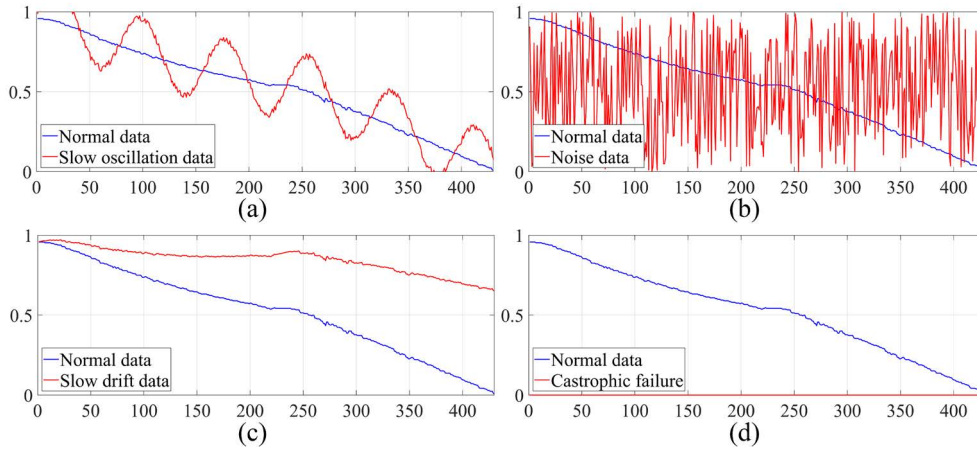 1
0.5
0
Normal data
Slow oscillation data
0 50 100 150 200 250 300 350 400
(a)
1
0.5
0
Normal data
Noise data
0 50 100 150 200 250 300 350 400
(b)
1
0.5
0
Normal data
Slow drift data
0 50 100 150 200 250 300 350 400
(c)
1
0.5
0
Normal data
Castrophic failure
0 50 100 150 200 250 300 350 400
(d)